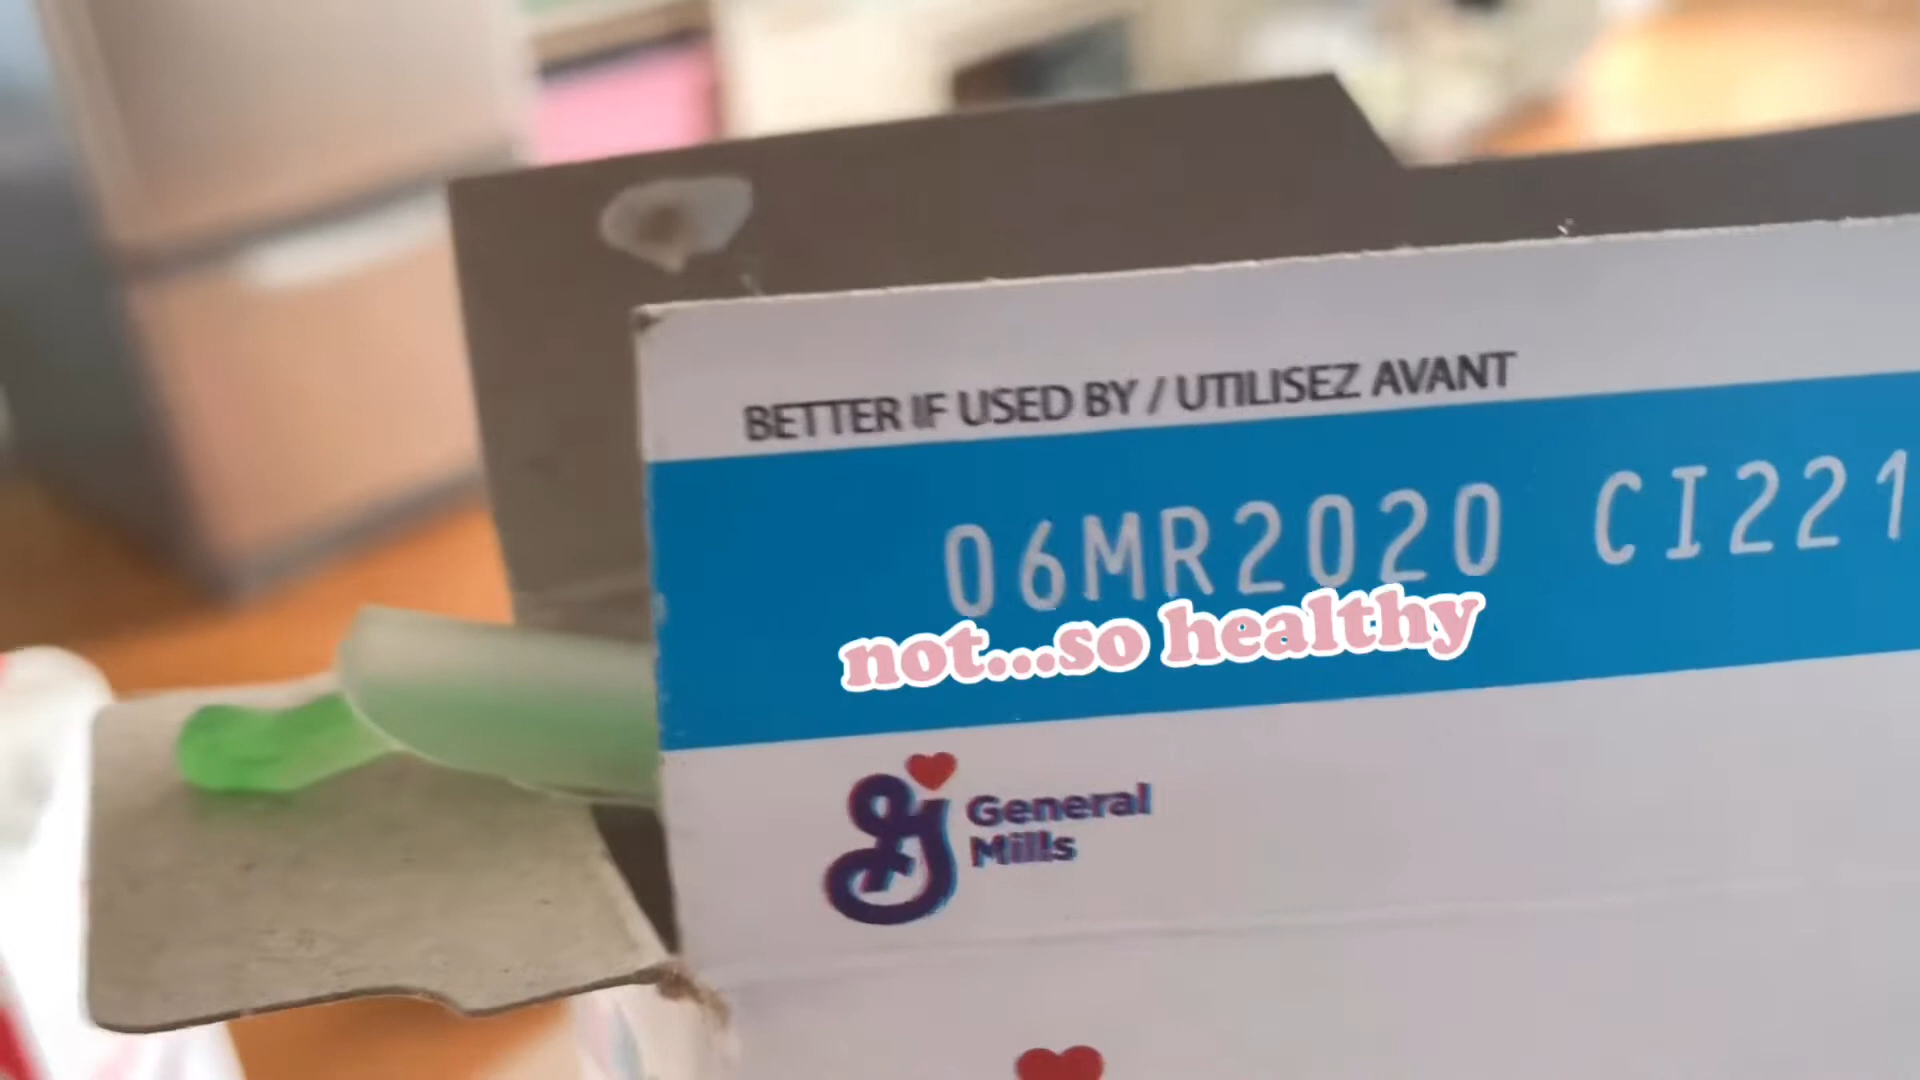 BETTER IF USED BY / UTILISEZ AVANT
06MR2020 CI221
not...so healthy
General
Mills